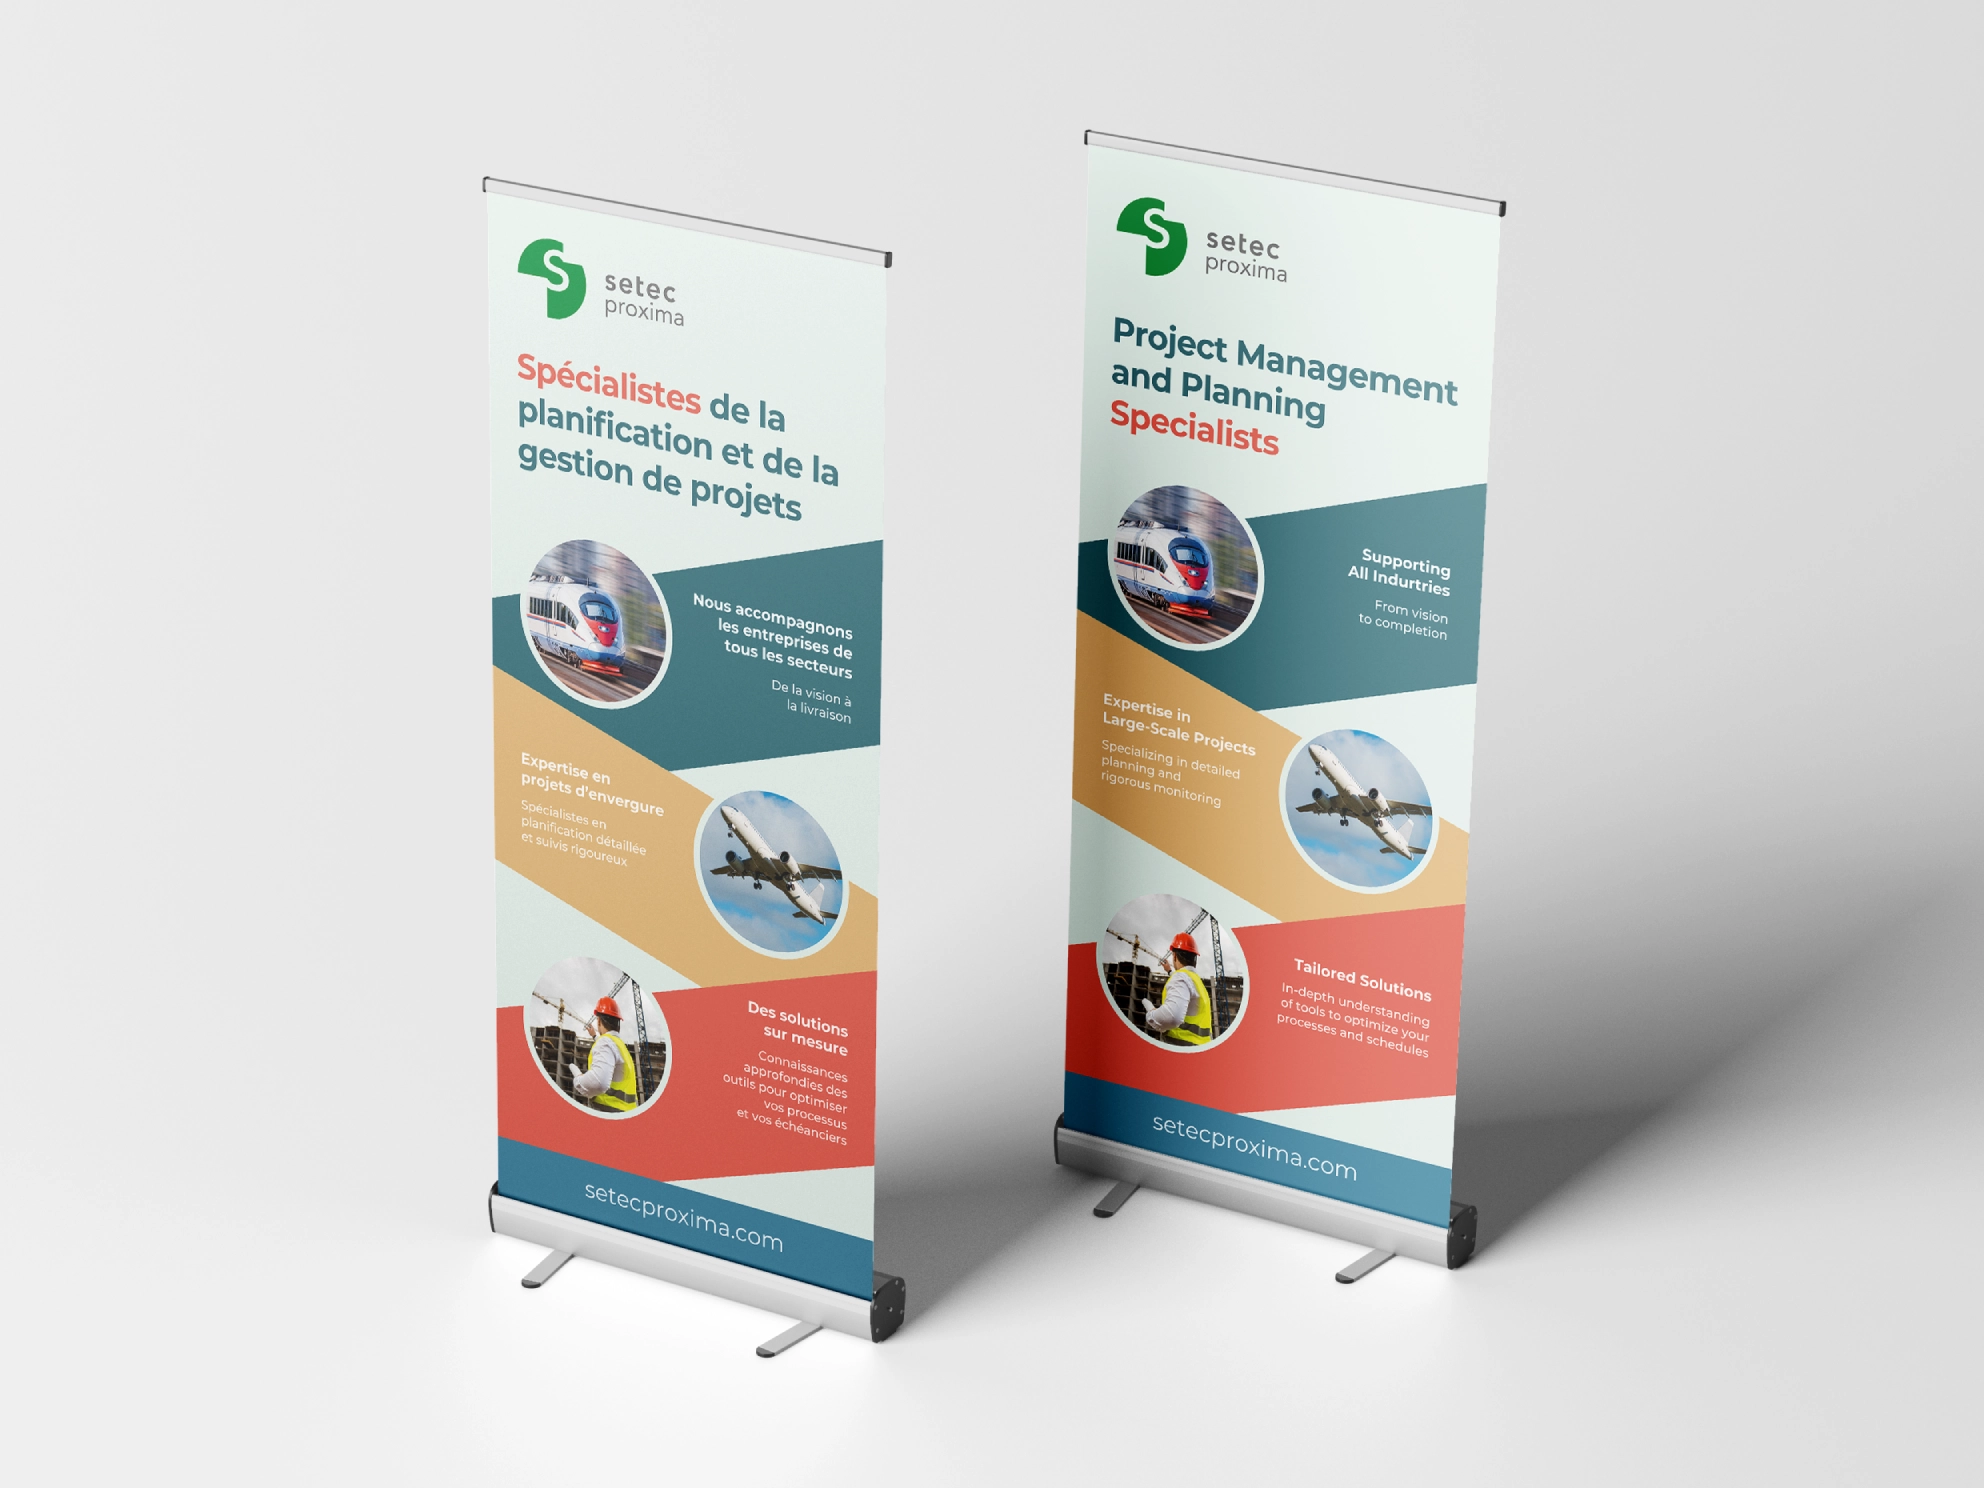 S
setec
proxima
Spécialistes de la
planification et de la
gestion de projets
Nous accompagnons
les entreprises de
tous les secteurs
De la vision à
la livraison
Expertise en
projets d'envergure
Spécialistes en
planification détaillée
et suivis rigoureux
Des solutions
sur mesure
Connaissances
approfondies des
outils pour optimiser
vos processus
et vos échéanciers
setecproxima.com
S
setec
proxima
Project Management
and Planning
Specialists
Supporting
All Indurtries
From vision
to completion
Expertise in
Large-Scale Projects
Specializing in detailed
planning and
rigorous monitoring
Tailored Solutions
In-depth understanding
of tools to optimize your
processes and schedules
setecproxima.com